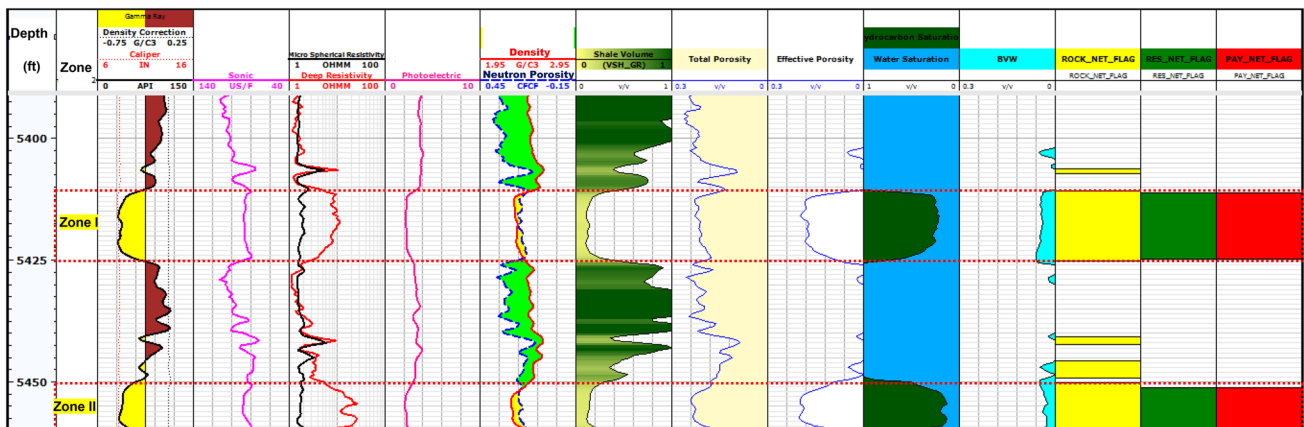 Depth
(ft)
Zone
2
Gamma Ray
Density Correction
-0.75 G/C3 0.25
Caliper
6 IN 16
0 API 150
Sonic
140 US/F 40
Micro Spherical Resistivity
1 OHMM 100
Deep Resistivity
1 OHMM 100
Photoelectric
0 10
Density
1.95 G/C3 2.95
Neutron Porosity
0.45 CFCF -0.15
Shale Volume
0 (VSH_GR) 1
0 v/v 1
Total Porosity
0.3 v/v 0
Effective Porosity
0.3 v/v 0
ydrocarbon Saturatio
Water Saturation
1 v/v 0
BVW
0.3 v/v 0
ROCK_NET_FLAG
ROCK_NET_FLAG
RES_NET_FLAG
RES_NET_FLAG
PAY_NET_FLAG
PAY_NET_FLAG
5400
Zone I
5425
5450
Zone II